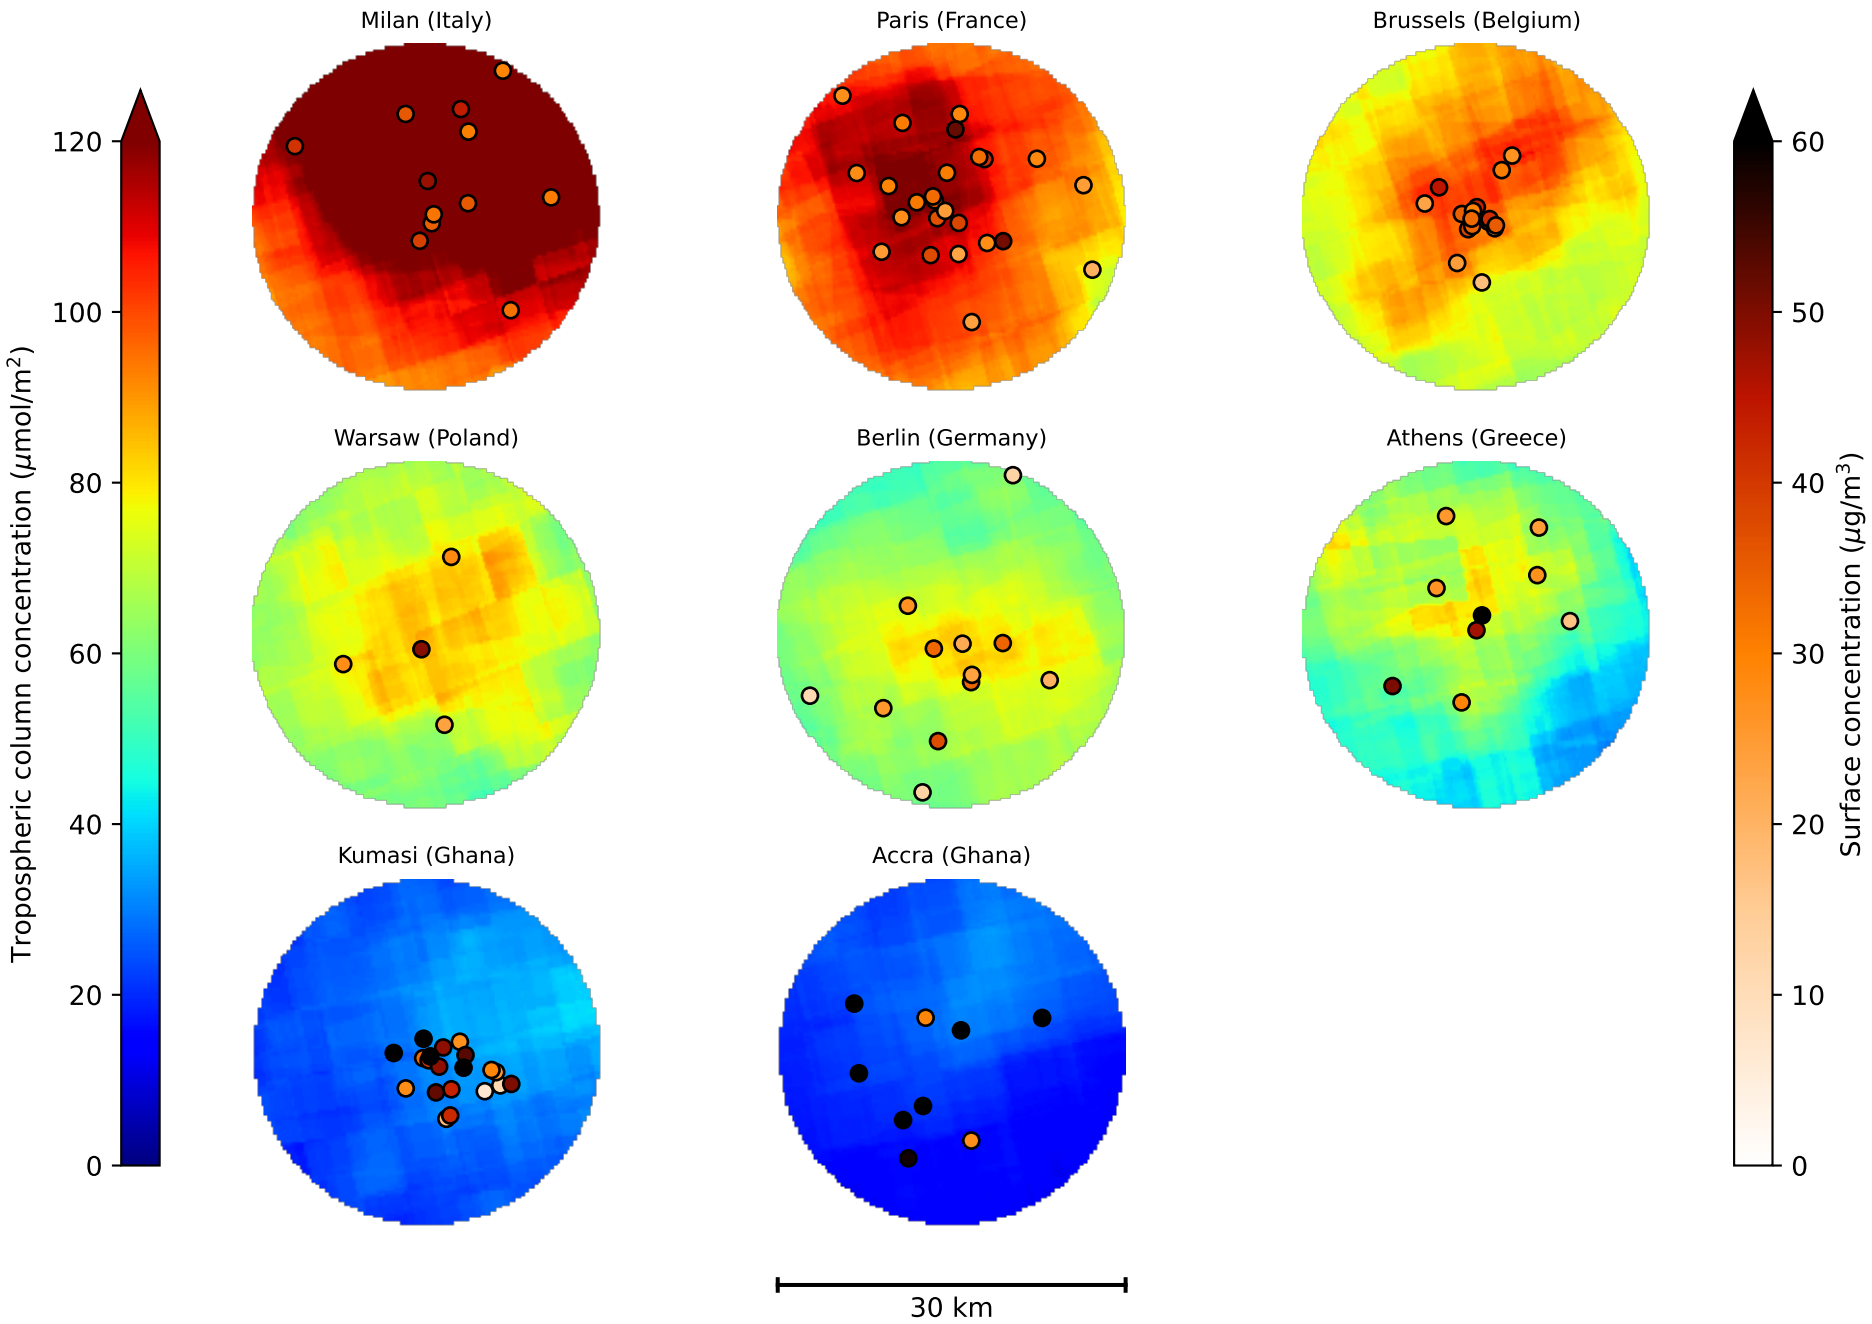 Milan (Italy)
Paris (France)
Brussels (Belgium)
Tropospheric column concentration (μmol/m²)
120
100
80
60
40
20
0
Warsaw (Poland)
Berlin (Germany)
Athens (Greece)
Kumasi (Ghana)
Accra (Ghana)
60
50
40
30
20
10
0
Surface concentration (μg/m³)
30 km